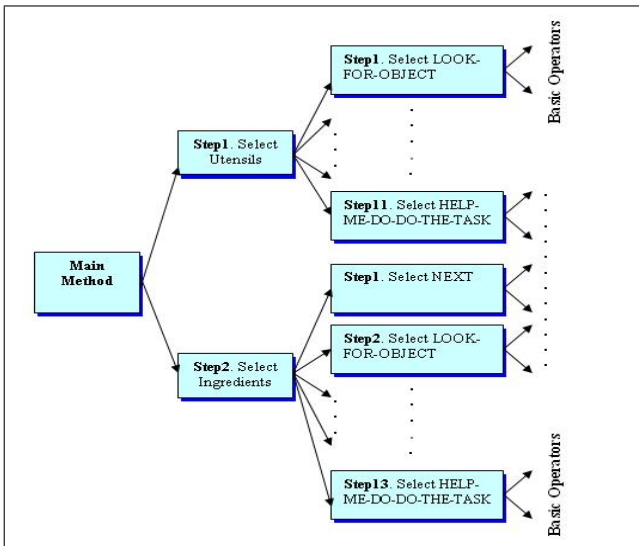 Step1. Select LOOK-
FOR-OBJECT
Basic Operators
Step1. Select
Utensils
Step11. Select HELP-
ME-DO-DO-THE-TASK
Main
Method
Step1. Select NEXT
Step2. Select LOOK-
FOR-OBJECT
Step2. Select
Ingredients
Step13. Select HELP-
ME-DO-DO-THE-TASK
Basic Operators